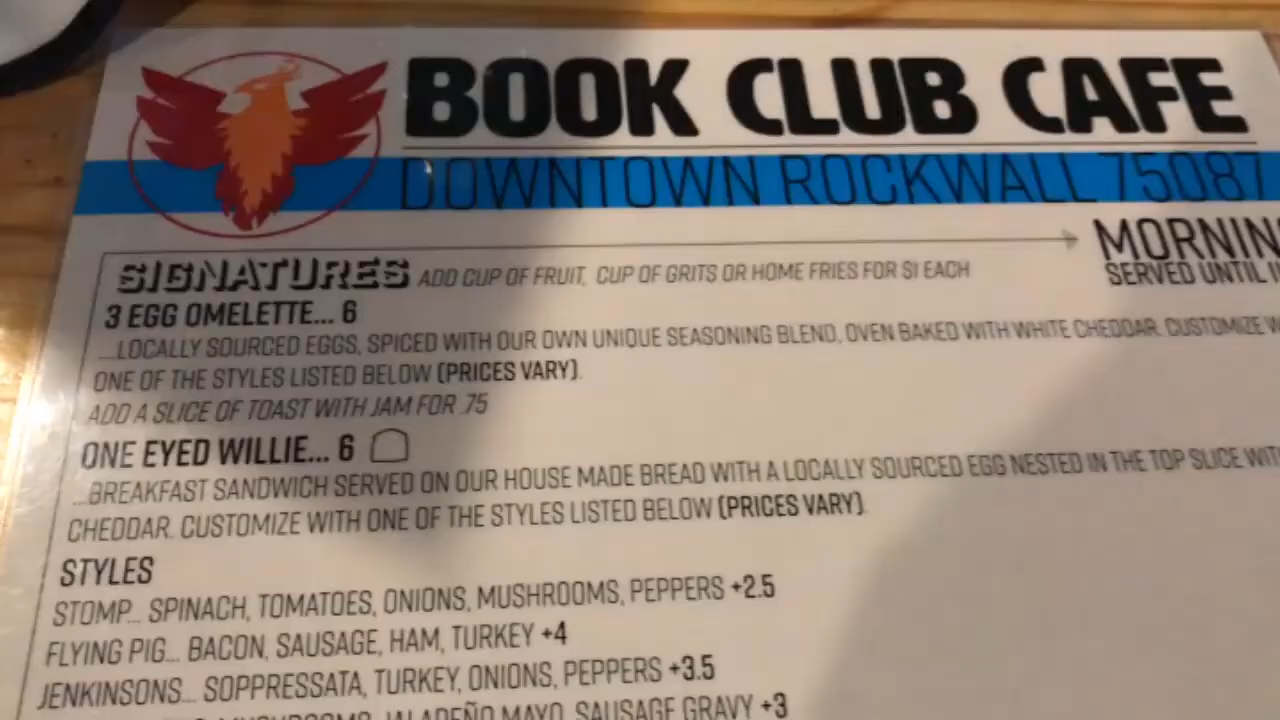 BOOK CLUB CAFE
DOWNTOWN ROCKWALL 75087
MORNIN
SERVED UNTIL
SIGNATURES ADD CUP OF FRUIT, CUP OF GRITS OR HOME FRIES FOR $1 EACH
3 EGG OMELETTE... 6
...LOCALLY SOURCED EGGS, SPICED WITH OUR OWN UNIQUE SEASONING BLEND, OVEN BAKED WITH WHITE CHEDDAR. CUSTOMIZE
ONE OF THE STYLES LISTED BELOW (PRICES VARY).
ADD A SLICE OF TOAST WITH JAM FOR .75
ONE EYED WILLIE... 6
...BREAKFAST SANDWICH SERVED ON OUR HOUSE MADE BREAD WITH A LOCALLY SOURCED EGG NESTED IN THE TOP SLICE WIT
CHEDDAR. CUSTOMIZE WITH ONE OF THE STYLES LISTED BELOW (PRICES VARY).
STYLES
STOMP... SPINACH, TOMATOES, ONIONS, MUSHROOMS, PEPPERS +2.5
FLYING PIG... BACON, SAUSAGE, HAM, TURKEY +4
JENKINSONS... SOPPRESSATA, TURKEY, ONIONS, PEPPERS +3.5
MUSHROOMS, JALAPEÑO MAYO, SAUSAGE GRAVY +3